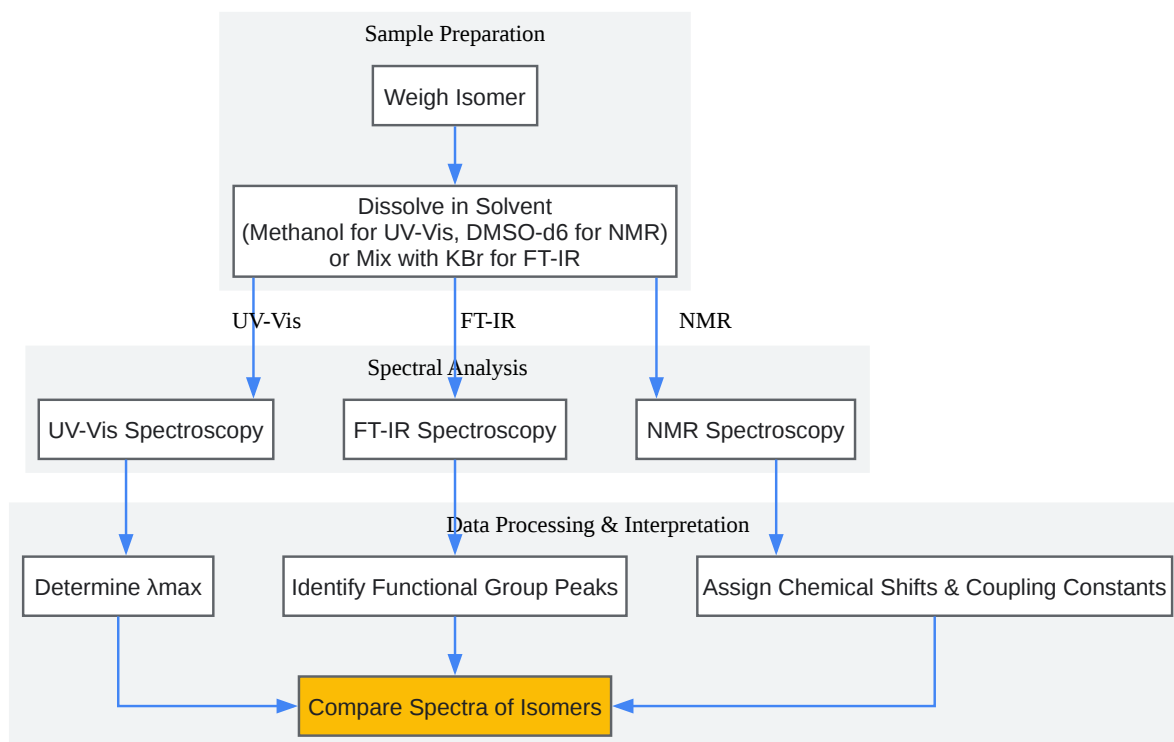 Sample Preparation
Weigh Isomer
Dissolve in Solvent
(Methanol for UV-Vis, DMSO-d6 for NMR)
or Mix with KBr for FT-IR
UV-Vis
FT-IR
NMR
Spectral Analysis
UV-Vis Spectroscopy
FT-IR Spectroscopy
NMR Spectroscopy
Data Processing & Interpretation
Determine λmax
Identify Functional Group Peaks
Assign Chemical Shifts & Coupling Constants
Compare Spectra of Isomers